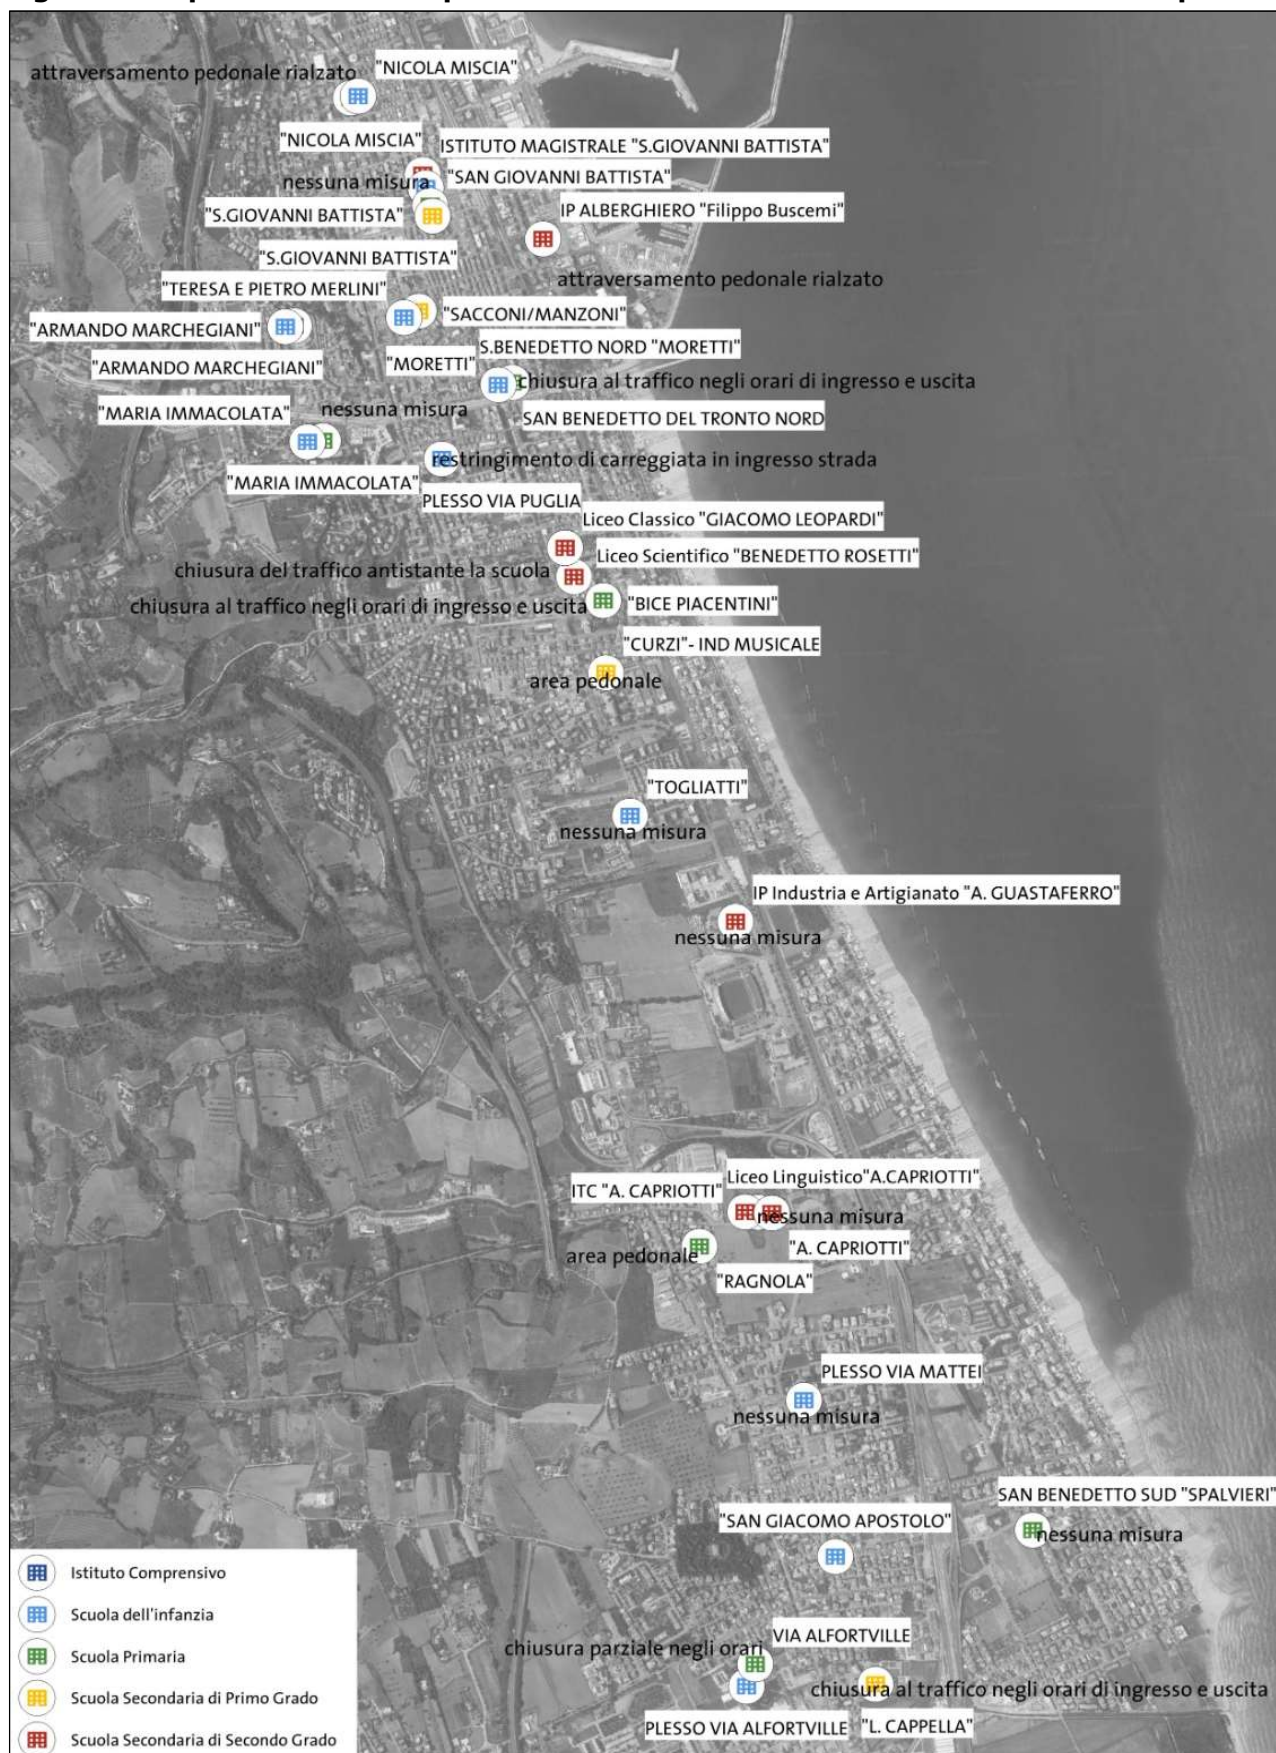 attraversamento pedonale rialzato
"NICOLA MISCIA"
"NICOLA MISCIA"
ISTITUTO MAGISTRALE "S.GIOVANNI BATTISTA"
nessuna misura
"SAN GIOVANNI BATTISTA"
"S.GIOVANNI BATTISTA"
IP ALBERGHIERO "Filippo Buscemi"
"S.GIOVANNI BATTISTA"
attraversamento pedonale rialzato
"TERESA E PIETRO MERLINI"
"ARMANDO MARCHEGIANI"
"SACCONI/MANZONI"
S.BENEDETTO NORD "MORETTI"
"ARMANDO MARCHEGIANI"
"MORETTI"
chiusura al traffico negli orari di ingresso e uscita
"MARIA IMMACOLATA"
nessuna misura
SAN BENEDETTO DEL TRONTO NORD
restringimento di carreggiata in ingresso strada
"MARIA IMMACOLATA"
PLESSO VIA PUGLIA
Liceo Classico "GIACOMO LEOPARDI"
Liceo Scientifico "BENEDETTO ROSETTI"
chiusura del traffico antistante la scuola
chiusura al traffico negli orari di ingresso e uscita
"BICE PIACENTINI"
"CURZI"- IND MUSICALE
area pedonale
"TOGLIATTI"
nessuna misura
IP Industria e Artigianato "A. GUASTAFERRO"
nessuna misura
ITC "A. CAPRIOTTI"
Liceo Linguistico"A.CAPRIOTTI"
nessuna misura
area pedonale
"A. CAPRIOTTI"
"RAGNOLA"
PLESSO VIA MATTEI
nessuna misura
SAN BENEDETTO SUD "SPALVIERI"
"SAN GIACOMO APOSTOLO"
nessuna misura
chiusura parziale negli orari
VIA ALFORTVILLE
chiusura al traffico negli orari di ingresso e uscita
PLESSO VIA ALFORTVILLE
"L. CAPPELLA"
Istituto Comprensivo
Scuola dell'infanzia
Scuola Primaria
Scuola Secondaria di Primo Grado
Scuola Secondaria di Secondo Grado